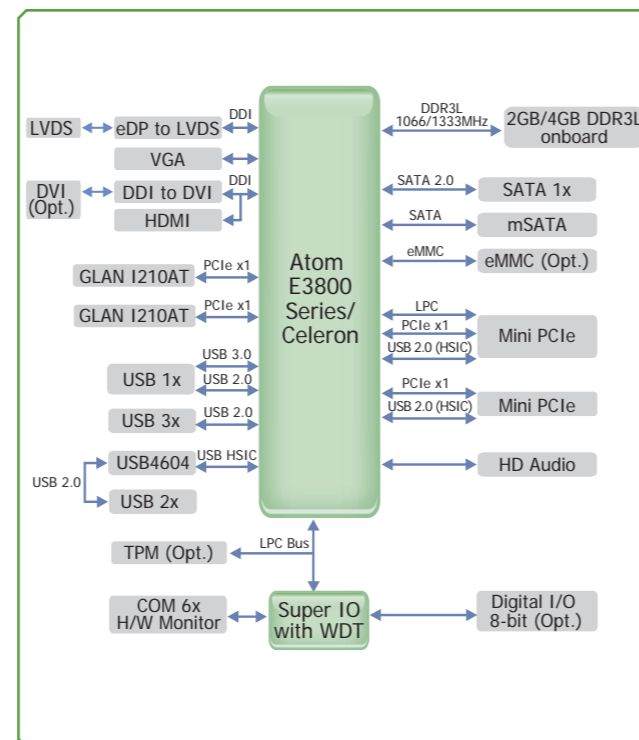 LVDS
eDP to LVDS
DDI
VGA
DVI
(Opt.)
DDI to DVI
DDI
HDMI
GLAN I210AT
PCIe x1
GLAN I210AT
PCIe x1
USB 1x
USB 3.0
USB 2.0
USB 3x
USB 2.0
USB 2.0
USB4604
USB HSIC
USB 2x
TPM (Opt.)
LPC Bus
COM 6x
H/W Monitor
Atom
E3800
Series/
Celeron
Super IO
with WDT
DDR3L
1066/1333MHz
2GB/4GB DDR3L
onboard
SATA 2.0
SATA 1x
SATA
mSATA
eMMC
eMMC (Opt.)
LPC
PCIe x1
USB 2.0 (HSIC)
Mini PCIe
PCIe x1
USB 2.0 (HSIC)
Mini PCIe
HD Audio
Digital I/O
8-bit (Opt.)